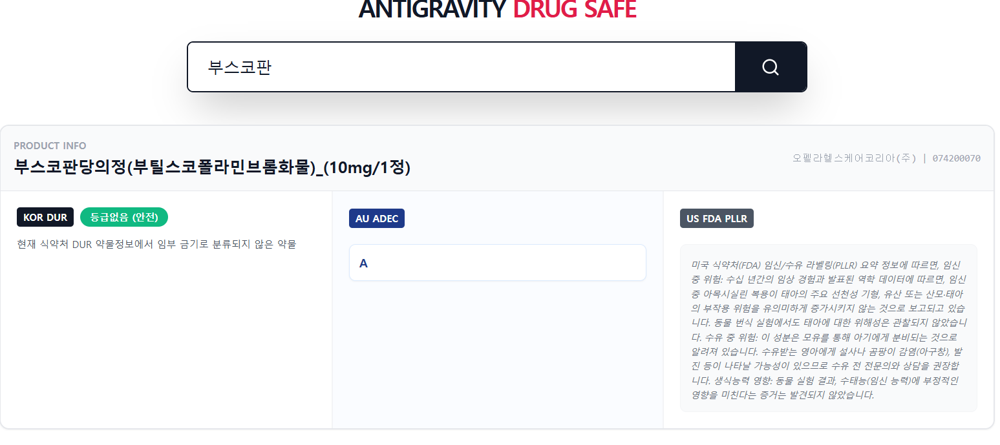 ANTIGRAVITY DRUG SAFE
부스코판
PRODUCT INFO
부스코판당의정(부틸스코폴라민브롬화물)_(10mg/1정)
오펠라헬스케어코리아(주) | 074200070
KOR DUR
등급없음 (안전)
현재 식약처 DUR 약물정보에서 임부 금기로 분류되지 않은 약물
AU ADEC
A
US FDA PLLR
미국 식약처(FDA) 임신/수유 라벨링(PLLR) 요약 정보에 따르면, 임신
중 위험: 수십 년간의 임상 경험과 발표된 역학 데이터에 따르면, 임신
중 아목시실린 복용이 태아의 주요 선천성 기형, 유산 또는 산모·태아
의 부작용 위험을 유의미하게 증가시키지 않는 것으로 보고되고 있습
니다. 동물 번식 실험에서도 태아에 대한 위해성은 관찰되지 않았습니
다. 수유 중 위험: 이 성분은 모유를 통해 아기에게 분비되는 것으로
알려져 있습니다. 수유받는 영아에게 설사나 곰팡이 감염(아구창), 발
진 등이 나타날 가능성이 있으므로 수유 전 전문의와 상담을 권장합
니다. 생식능력 영향: 동물 실험 결과, 수태능(임신 능력)에 부정적인
영향을 미친다는 증거는 발견되지 않았습니다.